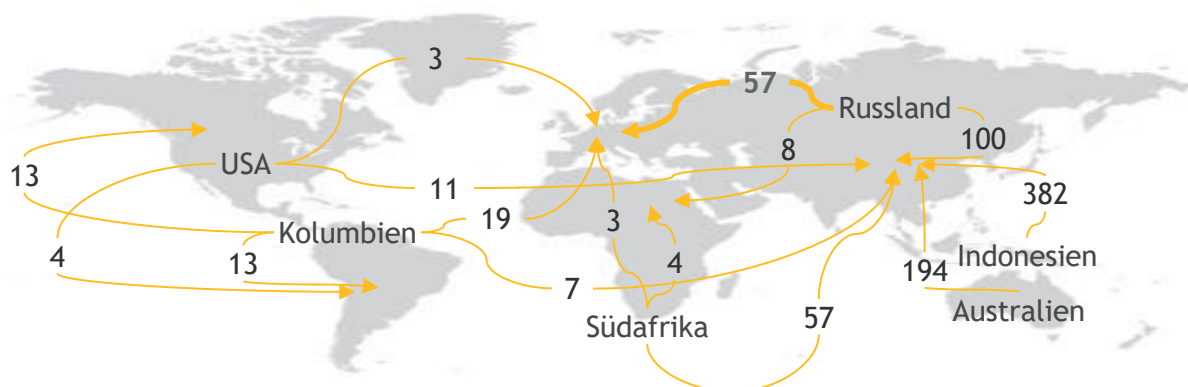 3
57
Russland
100
8
USA
13
11
382
19
3
Kolumbien
4
13
4
Indonesien
194
7
Australien
57
Südafrika